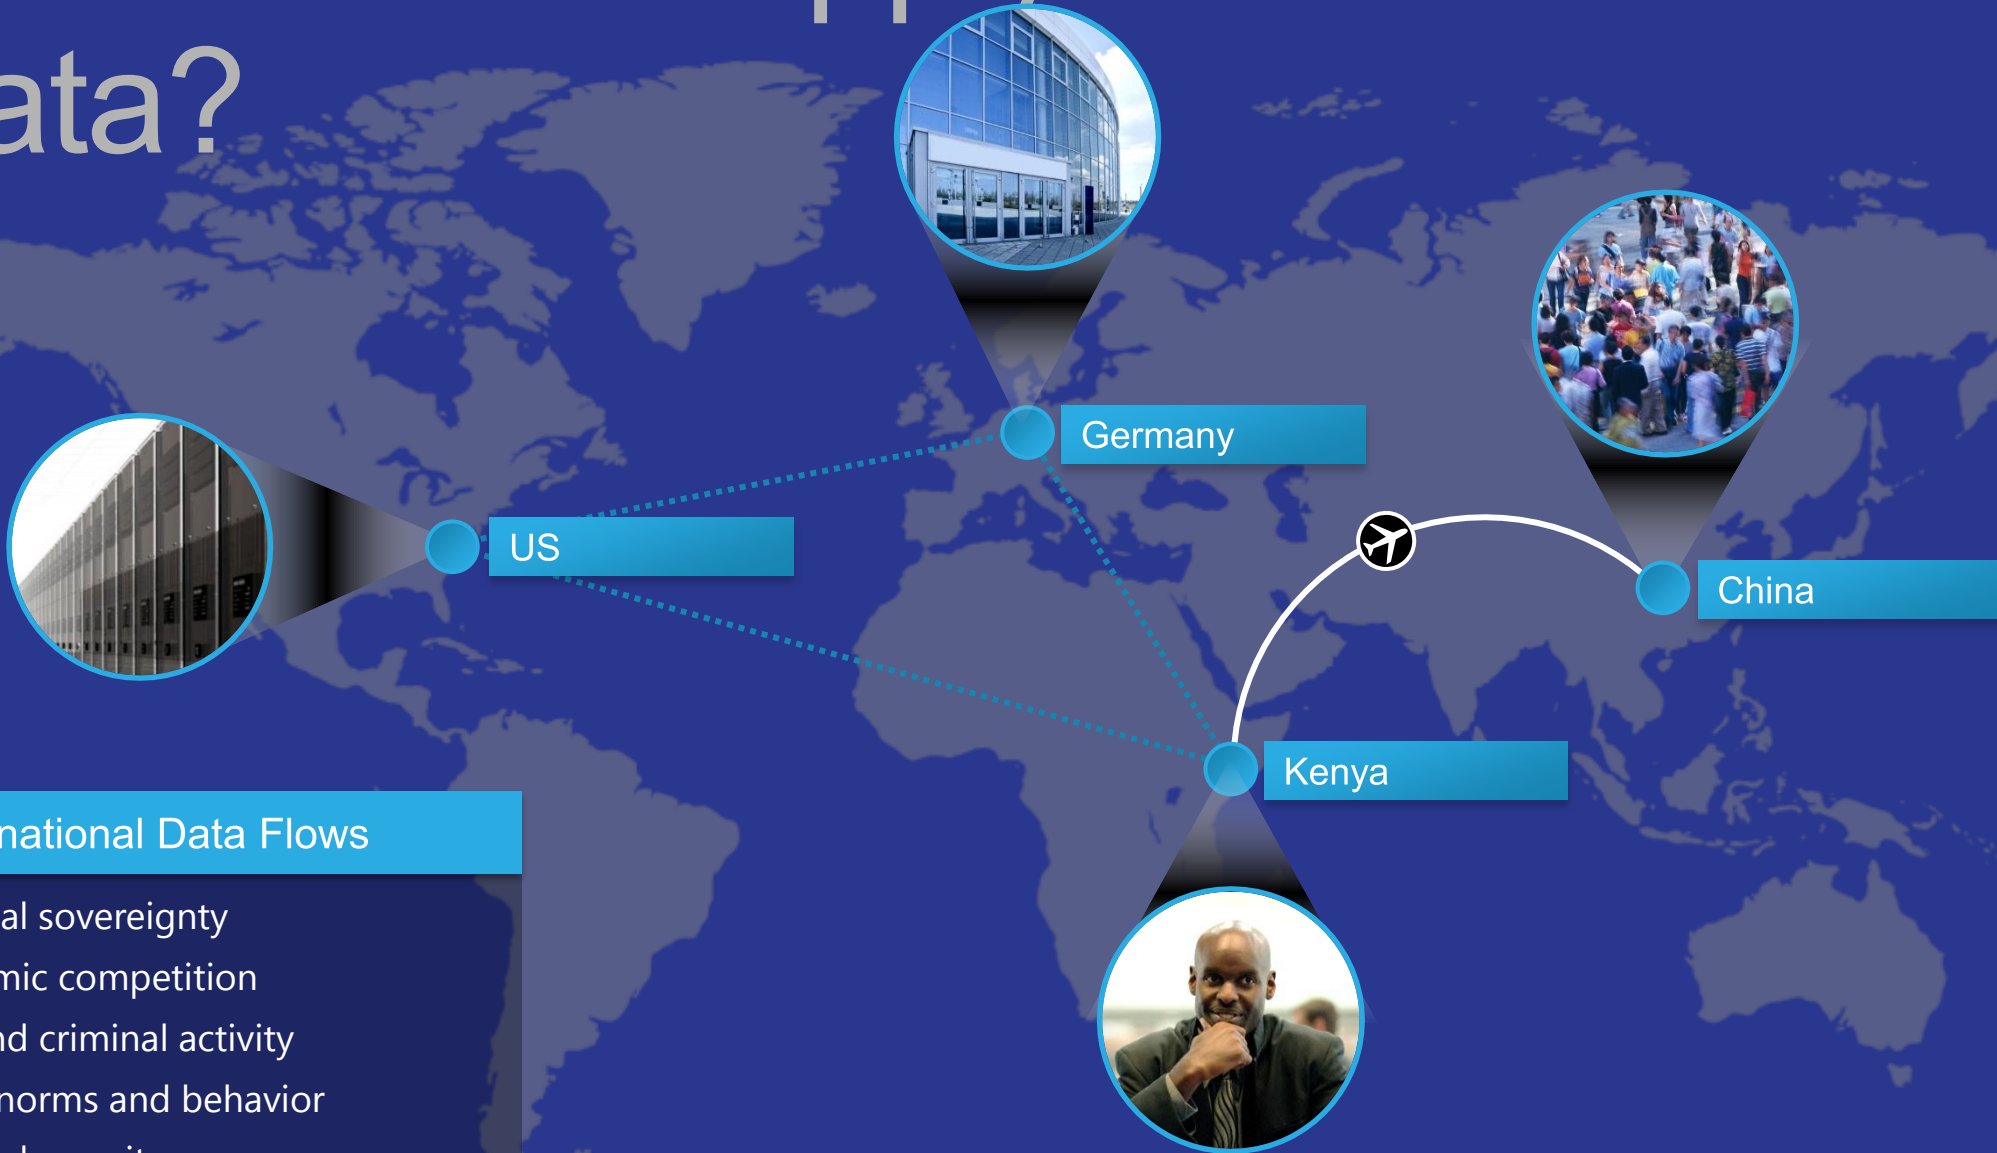 ata?
Germany
US
China
Kenya
national Data Flows
al sovereignty
mic competition
nd criminal activity
norms and behavior